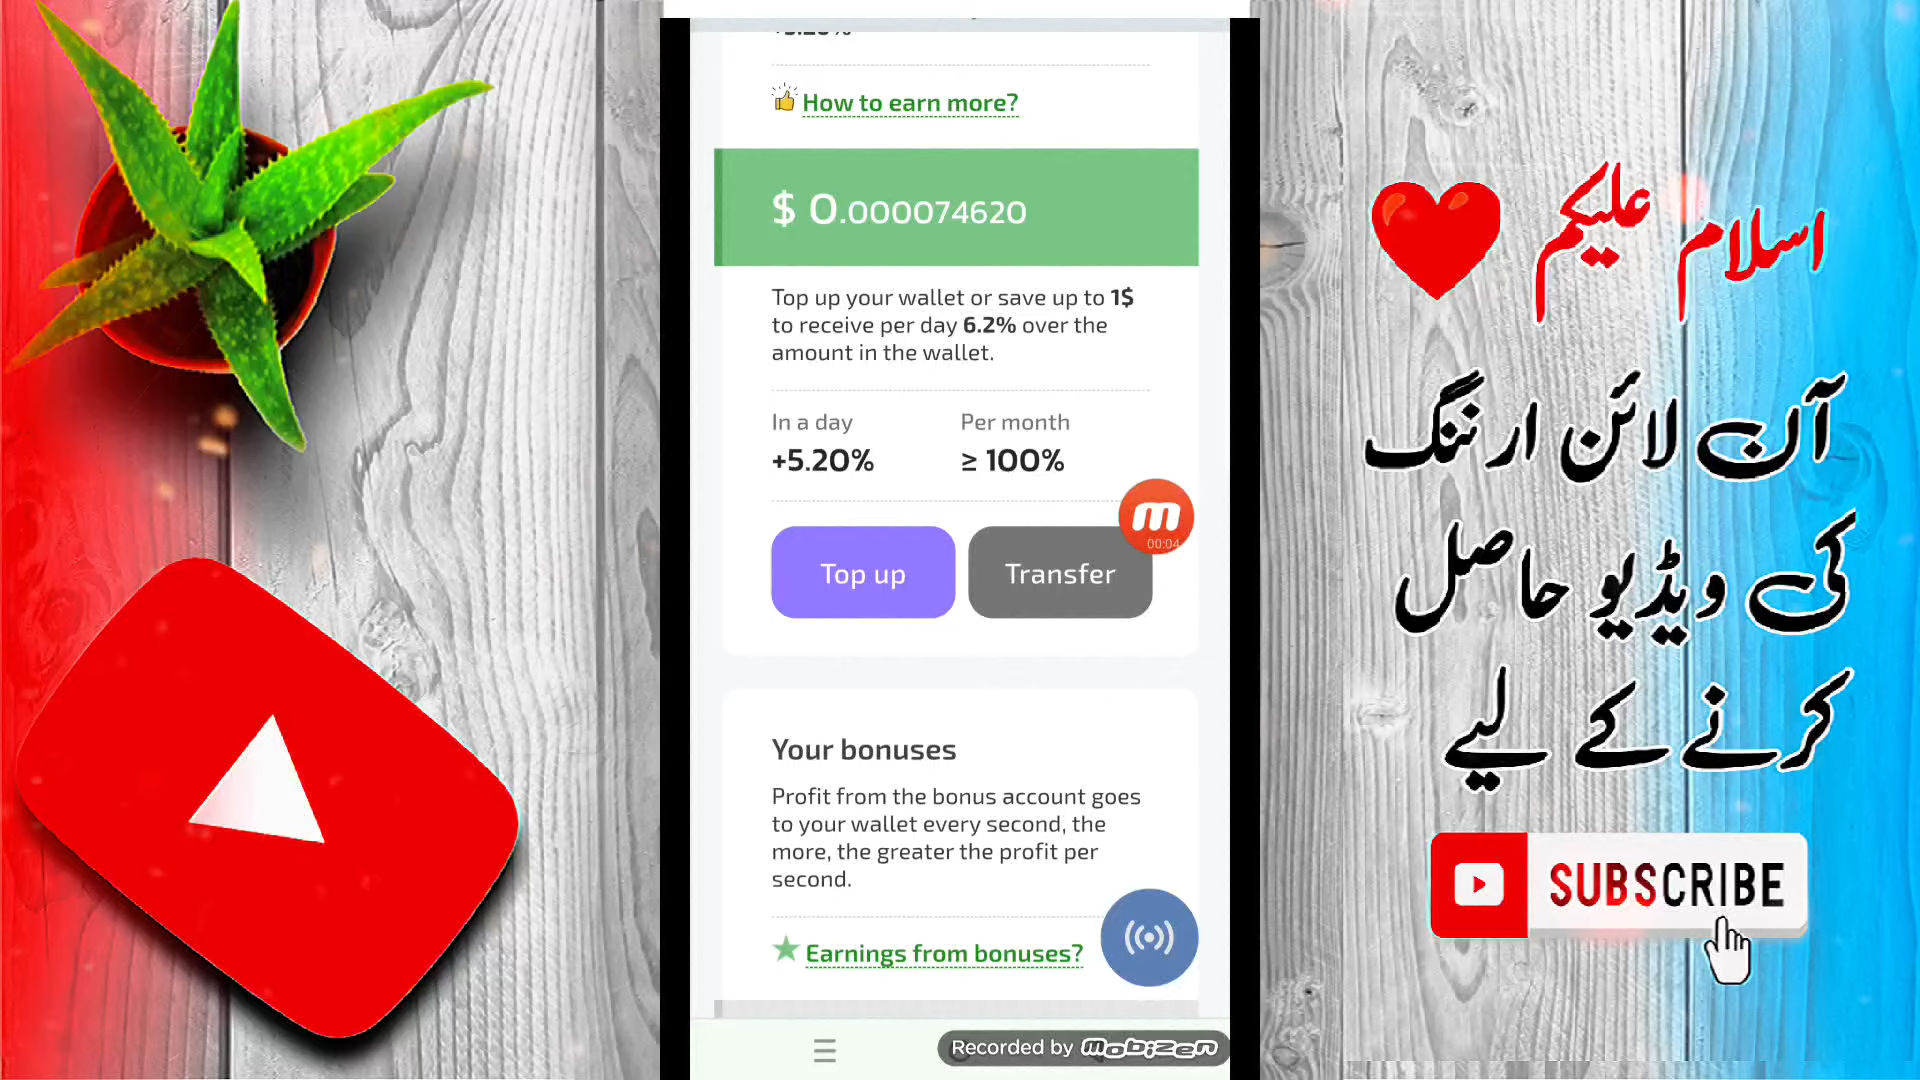 How to earn more?
$ 0.000074620
Top up your wallet or save up to 1$
to receive per day 6.2% over the
amount in the wallet.
In a day
Per month
+5.20%
≥ 100%
00:04
Top up
Transfer
Your bonuses
Profit from the bonus account goes
to your wallet every second, the
more, the greater the profit per
second.
Earnings from bonuses?
Recorded by mobizen
اسلام علیکم
آن لائن ارننگ
کی ویڈیو حاصل
کرنے کے لیے
SUBSCRIBE